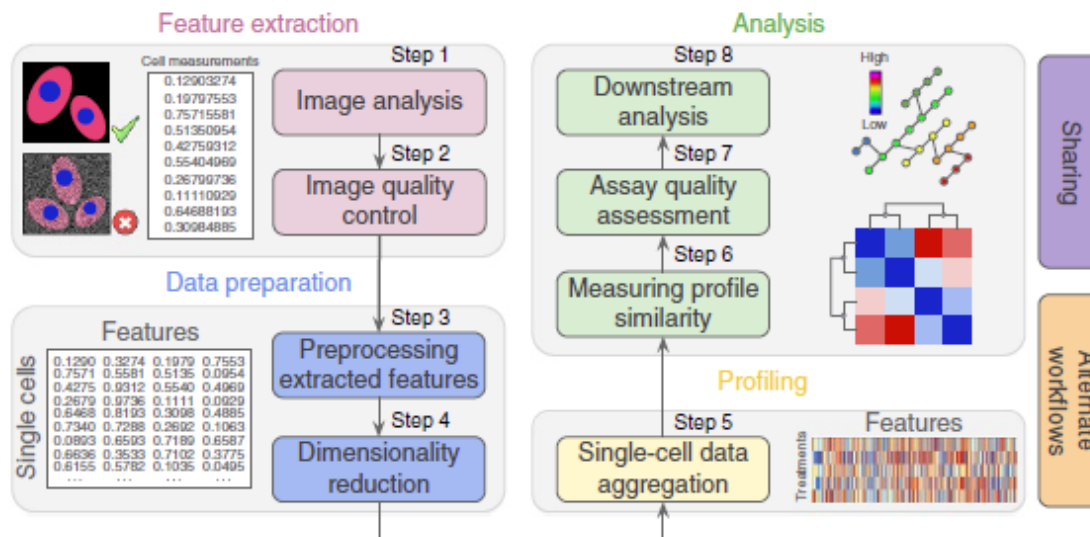 Feature extraction
Cell measurements
0.12903274
0.19797553
0.75715581
0.51350954
0.42759312
0.55404969
0.26799736
0.11110929
0.64688193
0.30984885
Step 1
Image analysis
Step 2
Image quality
control
Data preparation
Features
Single cells
0.1290 0.3274 0.1979 0.7553
0.7571 0.5581 0.5135 0.0954
0.4275 0.9312 0.5540 0.4969
0.2679 0.9736 0.1111 0.0929
0.6468 0.8193 0.3098 0.4885
0.7340 0.7288 0.2692 0.1063
0.0893 0.6593 0.7189 0.6587
0.6636 0.3533 0.7102 0.3775
0.6155 0.5782 0.1035 0.0495
... ... ... ...
Step 3
Preprocessing
extracted features
Step 4
Dimensionality
reduction
Analysis
Step 8
Downstream
analysis
High
Low
Step 7
Assay quality
assessment
Step 6
Measuring profile
similarity
Profiling
Step 5
Single-cell data
aggregation
Features
Treatments
Sharing
Alternate
workflows